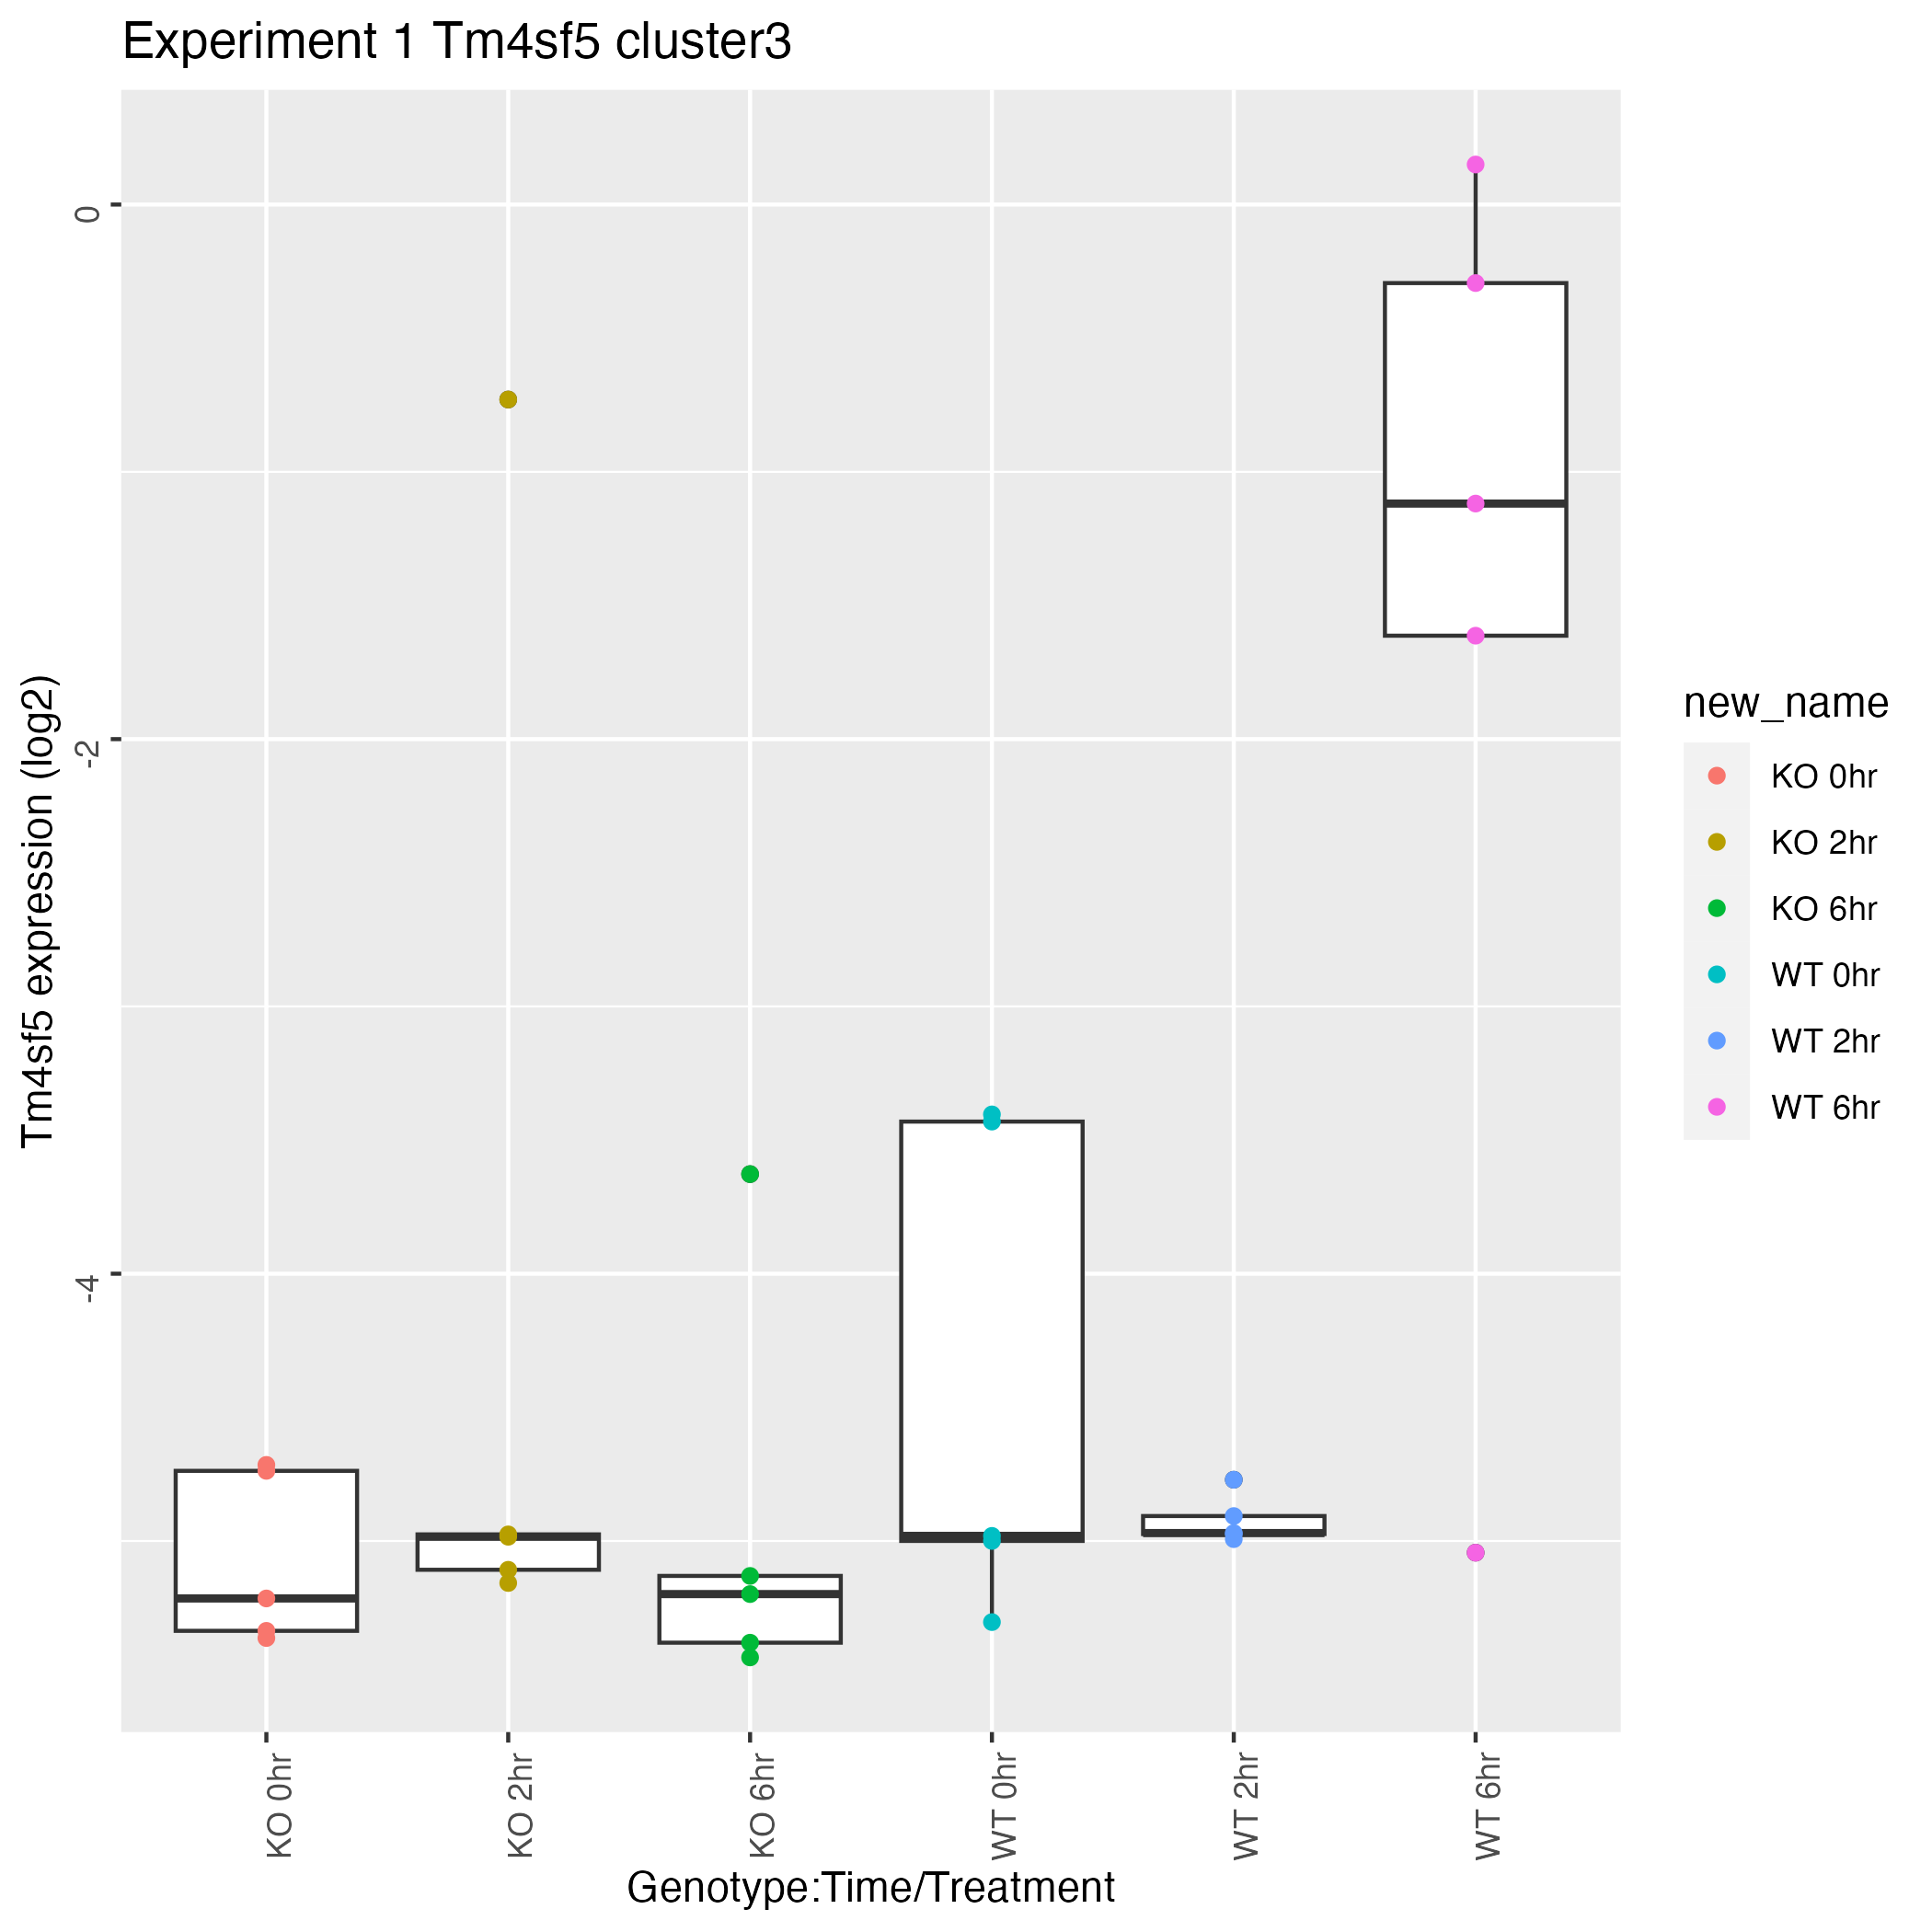 Experiment 1 Tm4sf5 cluster3
Tm4sf5 expression (log2)
0
-2
-4
KO 0hr
KO 2hr
KO 6hr
WT 0hr
WT 2hr
WT 6hr
Genotype:Time/Treatment
new_name
KO 0hr
KO 2hr
KO 6hr
WT 0hr
WT 2hr
WT 6hr